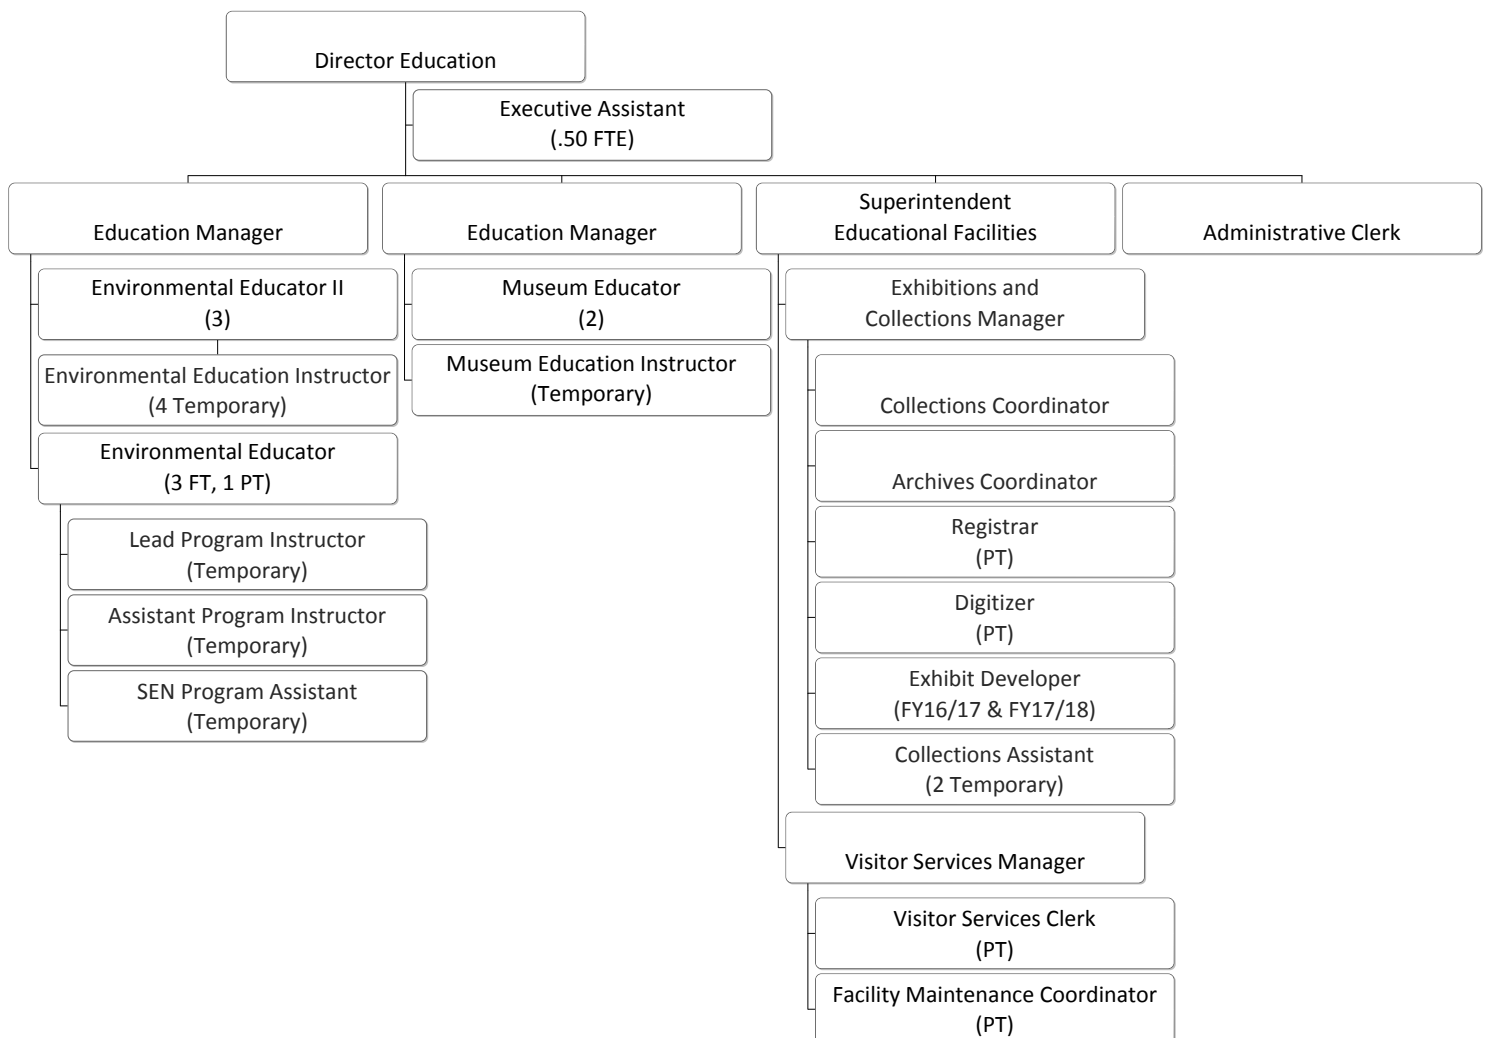 Director Education
Executive Assistant
(.50 FTE)
Education Manager
Education Manager
Superintendent
Educational Facilities
Administrative Clerk
Environmental Educator II
(3)
Environmental Education Instructor
(4 Temporary)
Environmental Educator
(3 FT, 1 PT)
Lead Program Instructor
(Temporary)
Assistant Program Instructor
(Temporary)
SEN Program Assistant
(Temporary)
Museum Educator
(2)
Museum Education Instructor
(Temporary)
Exhibitions and
Collections Manager
Collections Coordinator
Archives Coordinator
Registrar
(PT)
Digitizer
(PT)
Exhibit Developer
(FY16/17 & FY17/18)
Collections Assistant
(2 Temporary)
Visitor Services Manager
Visitor Services Clerk
(PT)
Facility Maintenance Coordinator
(PT)